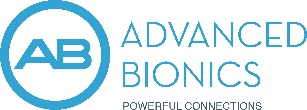 AB
ADVANCED
BIONICS
POWERFUL CONNECTIONS